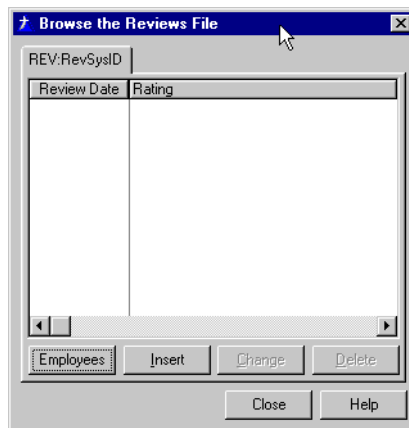 Browse the Reviews File
REV:RevSysID
Review Date Rating
Employees Insert Change Delete
Close Help